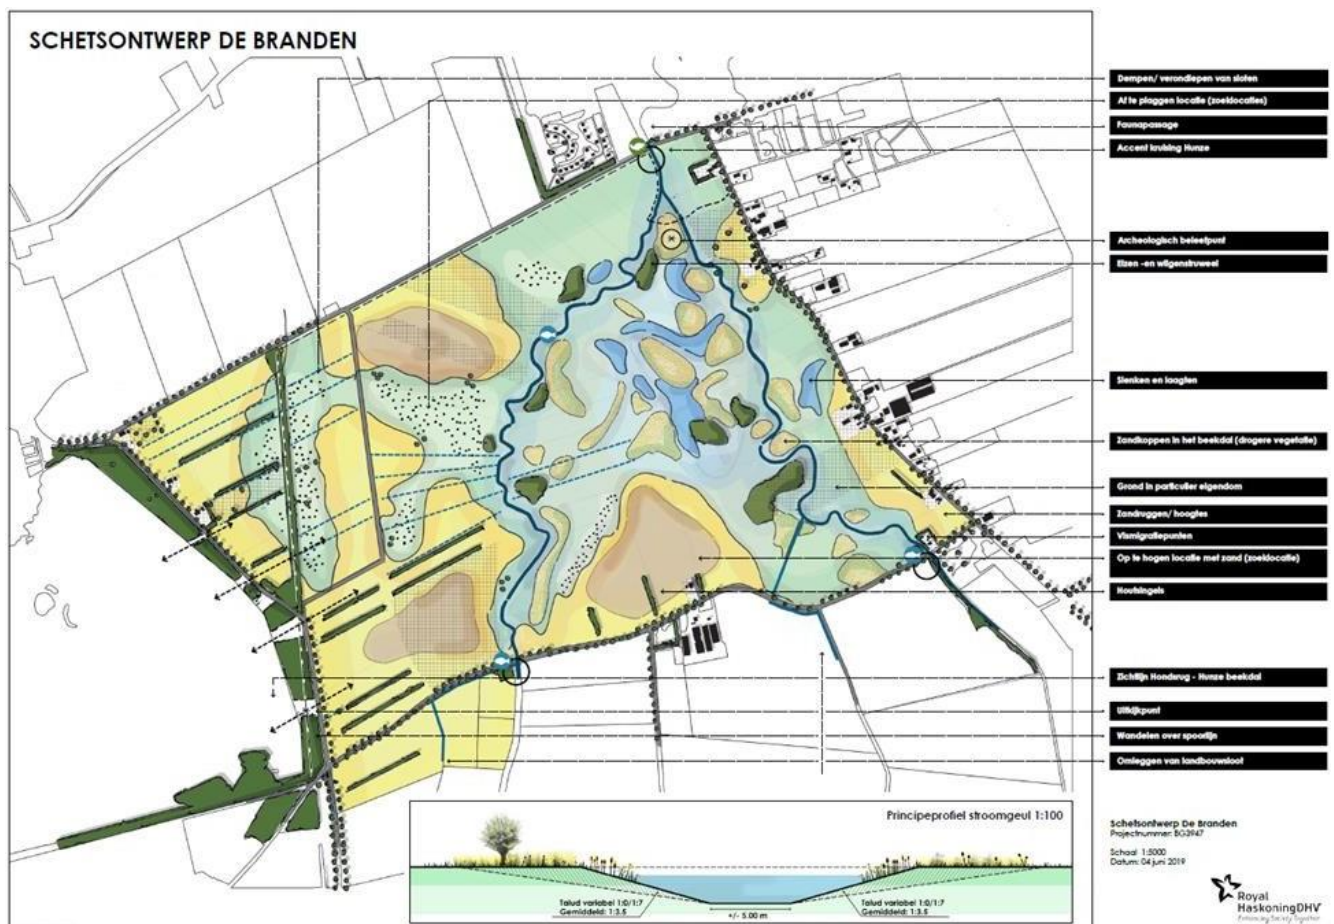 SCHETSONTWERP DE BRANDEN
Dempen/ verondiepen van sloten
Af te plaggen locatie (zoeklocaties)
Faunapassage
Accent kruising Hunze
Archeologisch beleefpunt
Elzen -en wilgenstruweel
Slenken en laagten
Zandkoppen in het beekdal (drogere vegetatie)
Grond in particulier eigendom
Zandruggen/ hoogtes
Vismigratiepunten
Op te hogen locatie met zand (zoeklocatie)
Houtsingels
Zichtlijn Hondsrug - Hunze beekdal
Uitkijkpunt
Wandelen over spoorlijn
Omleggen van landbouwsloot
Principeprofiel stroomgeul 1:100
Talud variabel 1:0/1:7
Gemiddeld: 1:3.5
+/- 5.00 m
Talud variabel 1:0/1:7
Gemiddeld: 1:3.5
Schetsontwerp De Branden
Projectnummer: BG3947
Schaal 1:5000
Datum: 04 juni 2019
Royal
HaskoningDHV
Enhancing Society Together